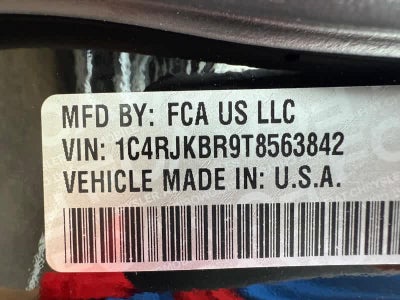 MFD BY: FCA US LLC
VIN: 1C4RJKBR9T8563842
VEHICLE MADE IN: U.S.A.